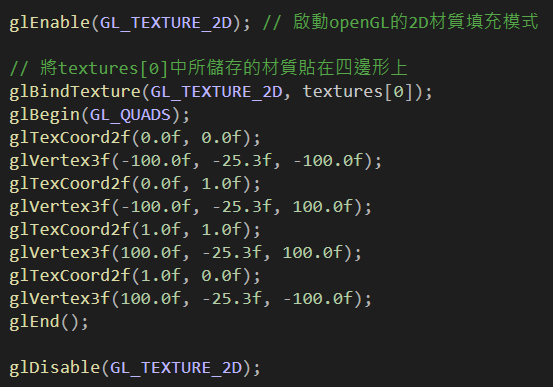 glEnable(GL_TEXTURE_2D); // 啟動openGL的2D材質填充模式
// 將textures[0]中所儲存的材質貼在四邊形上
glBindTexture(GL_TEXTURE_2D, textures[0]);
glBegin(GL_QUADS);
glTexCoord2f(0.0f, 0.0f);
glVertex3f(-100.0f, -25.3f, -100.0f);
glTexCoord2f(0.0f, 1.0f);
glVertex3f(-100.0f, -25.3f, 100.0f);
glTexCoord2f(1.0f, 1.0f);
glVertex3f(100.0f, -25.3f, 100.0f);
glTexCoord2f(1.0f, 0.0f);
glVertex3f(100.0f, -25.3f, -100.0f);
glEnd();
glDisable(GL_TEXTURE_2D);